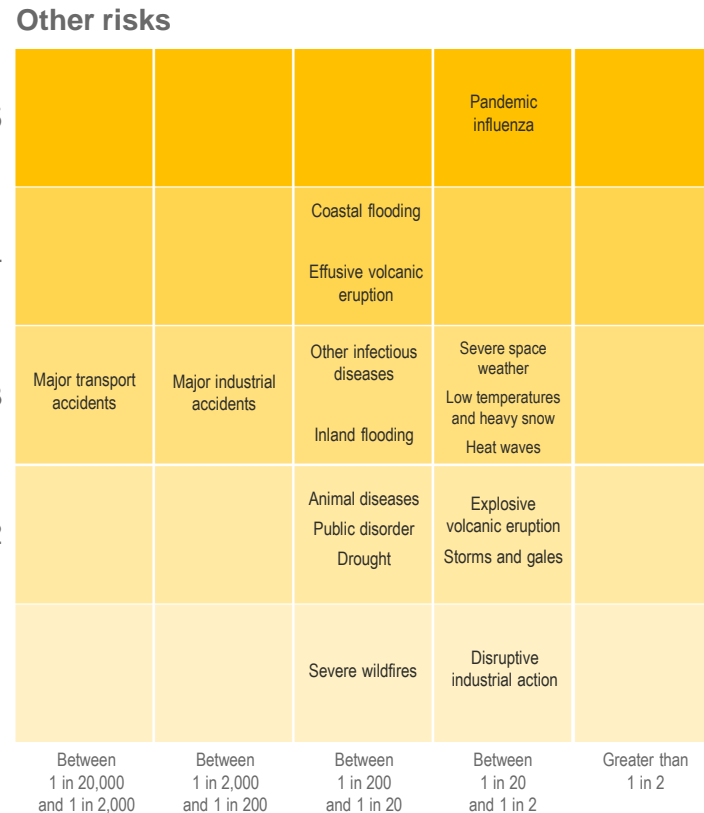 Other risks
Pandemic
influenza
Coastal flooding
Effusive volcanic
eruption
Major transport
accidents
Major industrial
accidents
Other infectious
diseases
Inland flooding
Severe space
weather
Low temperatures
and heavy snow
Heat waves
Animal diseases
Public disorder
Drought
Explosive
volcanic eruption
Storms and gales
Severe wildfires
Disruptive
industrial action
Between
1 in 20,000
and 1 in 2,000
Between
1 in 2,000
and 1 in 200
Between
1 in 200
and 1 in 20
Between
1 in 20
and 1 in 2
Greater than
1 in 2